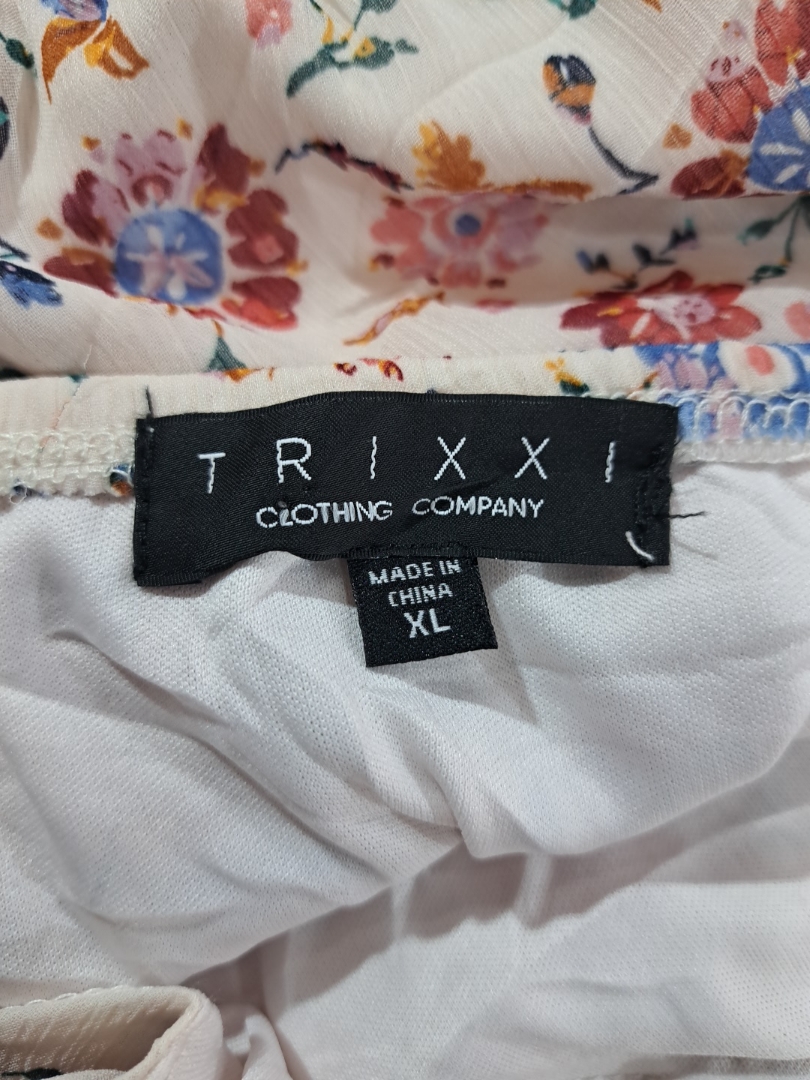 TRIXXI
CLOTHING COMPANY
MADE IN
CHINA
XL